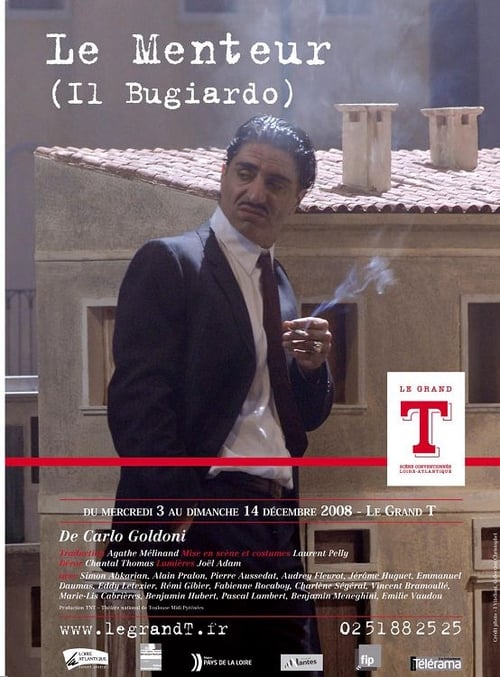 Le Menteur
(Il Bugiardo)
LE GRAND
T
SCÈNE CONVENTIONNÉE
LOIRE-ATLANTIQUE
DU MERCREDI 3 AU DIMANCHE 14 DÉCEMBRE 2008 - LE GRAND T
De Carlo Goldoni
Traduction Agathe Mélinand Mise en scène et costumes Laurent Pelly
Décor Chantal Thomas Lumières Joël Adam
avec Simon Abkarian, Alain Pralon, Pierre Aussedat, Audrey Fleurot, Jérôme Huguet, Emmanuel
Daumas, Eddy Letexier, Rémi Gibier, Fabienne Rocaboy, Charlène Ségéral, Vincent Bramoullé,
Marie-Lis Cabrières, Benjamin Hubert, Pascal Lambert, Benjamin Meneghini, Emilie Vaudou
Production TNT - Théâtre national de Toulouse Midi-Pyrénées
www.legrandT.fr
02 51 88 25 25
LOIRE
ATLANTIQUE
PAYS DE LA LOIRE
Nantes
fip
Télérama